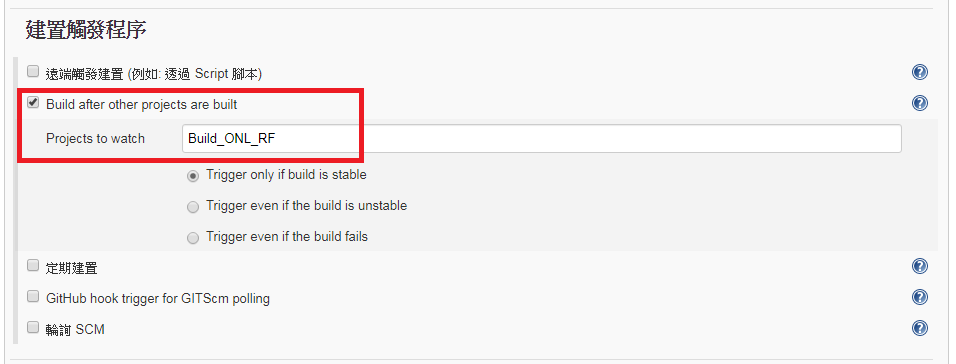 建置觸發程序
遠端觸發建置 (例如: 透過 Script 腳本)
Build after other projects are built
Projects to watch
Build_ONL_RF
Trigger only if build is stable
Trigger even if the build is unstable
Trigger even if the build fails
定期建置
GitHub hook trigger for GITScm polling
輪詢 SCM